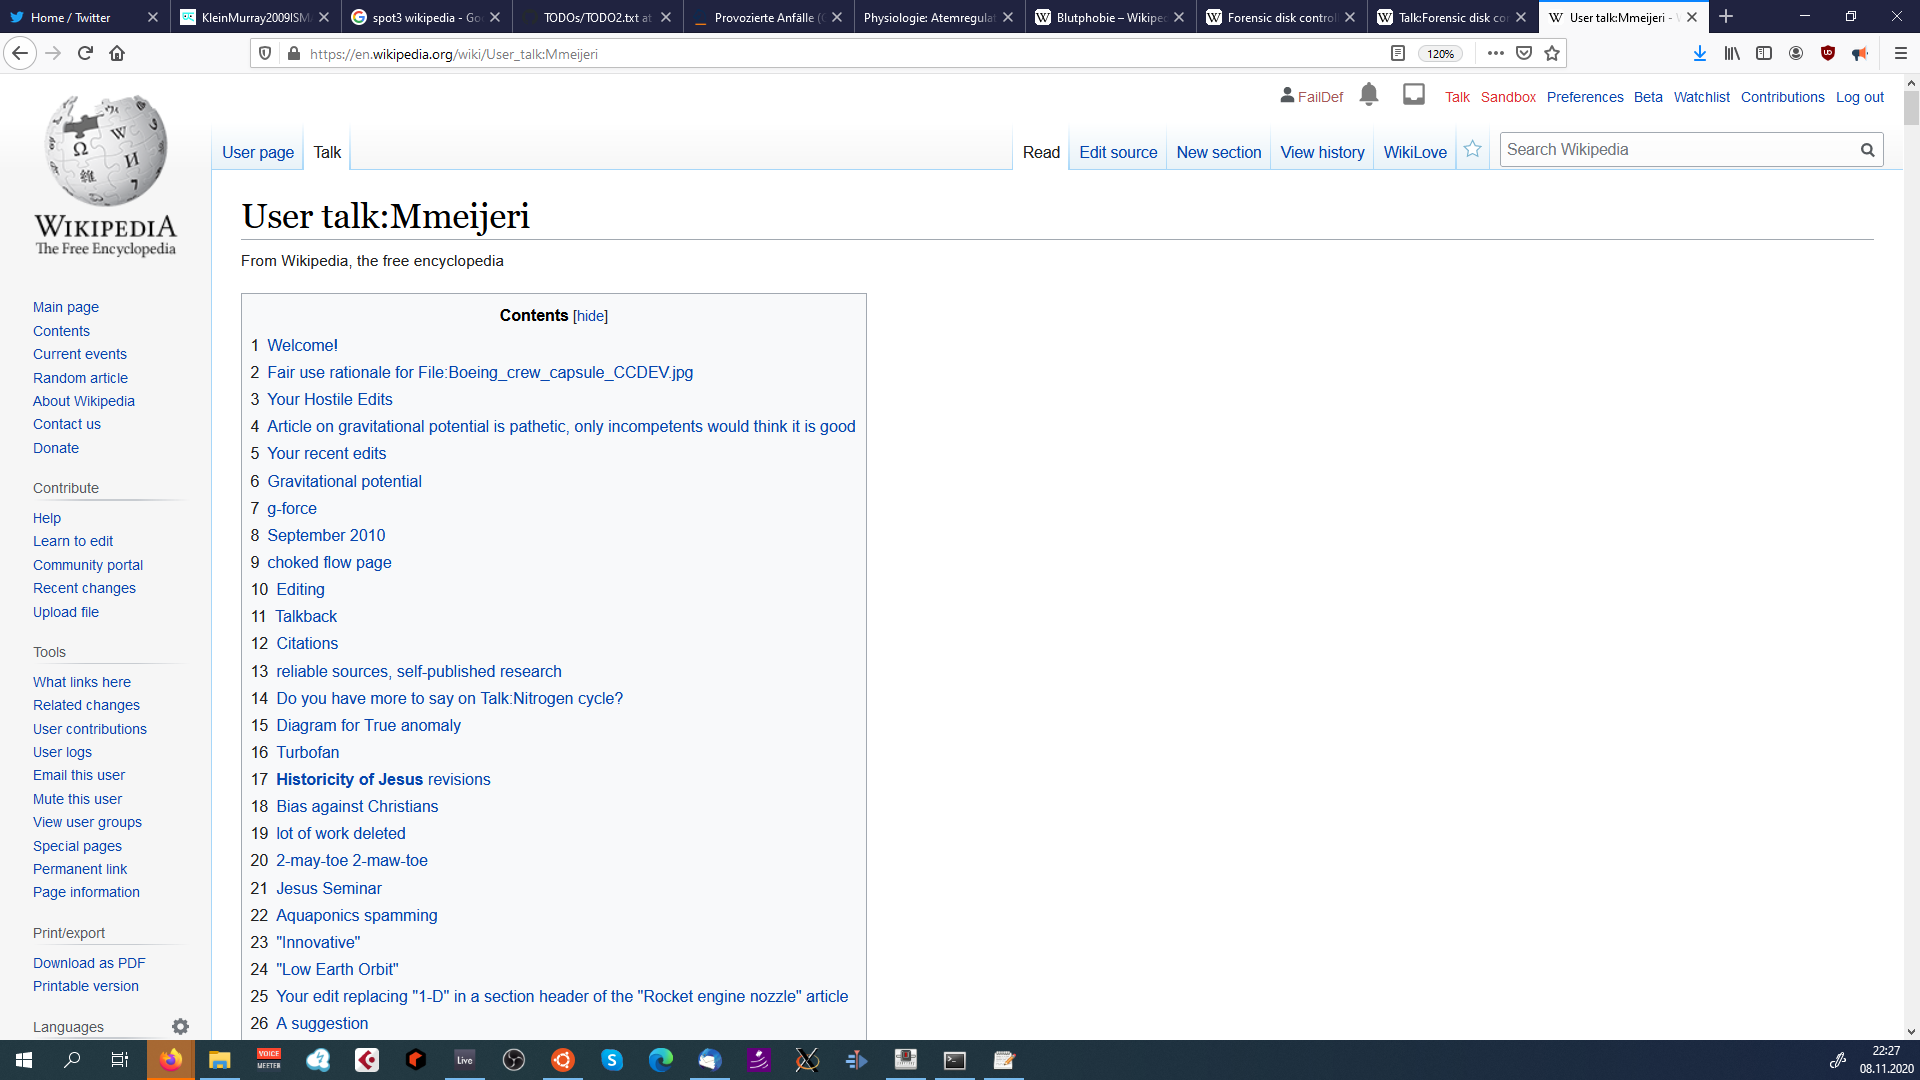 Home / Twitter
KleinMurray2009ISMA
spot3 wikipedia - Goo
TODOs/TODO2.txt at
Provozierte Anfälle (
Physiologie: Atemregulat
Blutphobie – Wikipe
Forensic disk controll
Talk:Forensic disk con
User talk:Mmeijeri -
https://en.wikipedia.org/wiki/User_talk:Mmeijeri
120%
FailDef
Talk
Sandbox
Preferences
Beta
Watchlist
Contributions
Log out
User page
Talk
Read
Edit source
New section
View history
WikiLove
Search Wikipedia
WIKIPEDIA
The Free Encyclopedia
Main page
Contents
Current events
Random article
About Wikipedia
Contact us
Donate
Contribute
Help
Learn to edit
Community portal
Recent changes
Upload file
Tools
What links here
Related changes
User contributions
User logs
Email this user
Mute this user
View user groups
Special pages
Permanent link
Page information
Print/export
Download as PDF
Printable version
Languages
User talk:Mmeijeri
From Wikipedia, the free encyclopedia
Contents [hide]
1 Welcome!
2 Fair use rationale for File:Boeing_crew_capsule_CCDEV.jpg
3 Your Hostile Edits
4 Article on gravitational potential is pathetic, only incompetents would think it is good
5 Your recent edits
6 Gravitational potential
7 g-force
8 September 2010
9 choked flow page
10 Editing
11 Talkback
12 Citations
13 reliable sources, self-published research
14 Do you have more to say on Talk:Nitrogen cycle?
15 Diagram for True anomaly
16 Turbofan
17 Historicity of Jesus revisions
18 Bias against Christians
19 lot of work deleted
20 2-may-toe 2-maw-toe
21 Jesus Seminar
22 Aquaponics spamming
23 "Innovative"
24 "Low Earth Orbit"
25 Your edit replacing "1-D" in a section header of the "Rocket engine nozzle" article
26 A suggestion
VOICE
MEETER
Live
22:27
08.11.2020